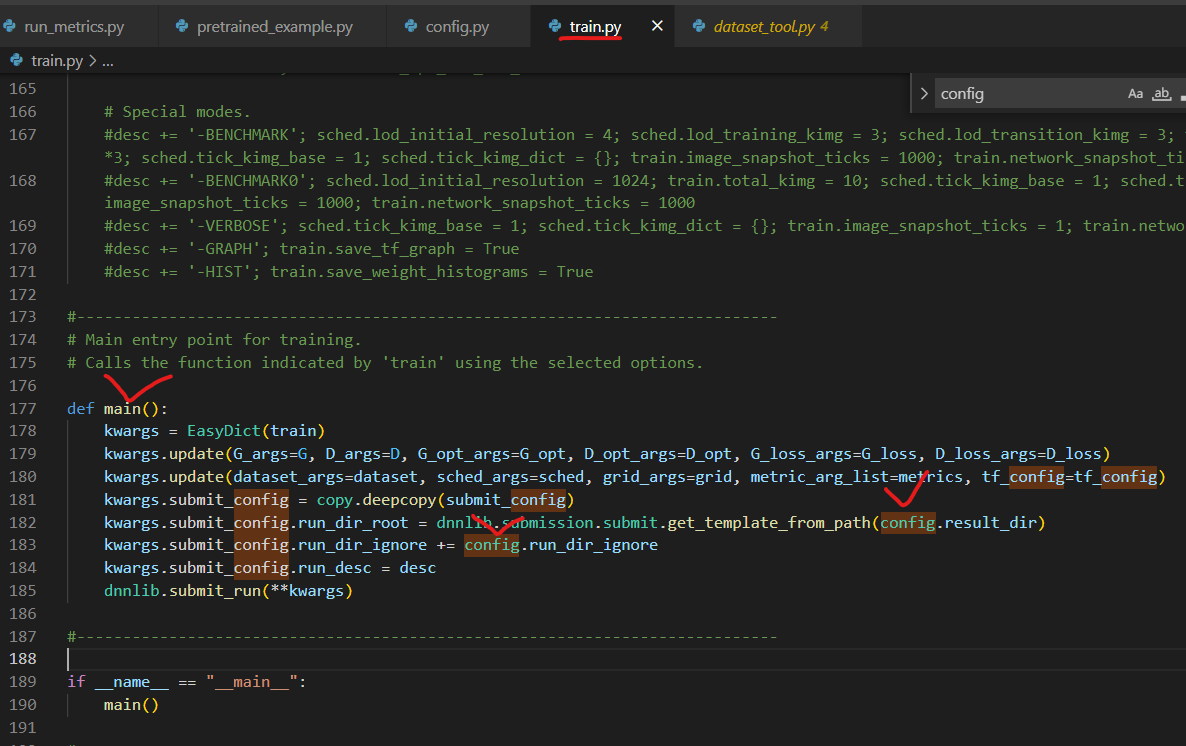 run_metrics.py pretrained_example.py config.py train.py dataset_tool.py 4
train.py > ...
config Aa ab
165
166 # Special modes.
167 #desc += '-BENCHMARK'; sched.lod_initial_resolution = 4; sched.lod_training_kimg = 3; sched.lod_transition_kimg = 3;
*3; sched.tick_kimg_base = 1; sched.tick_kimg_dict = {}; train.image_snapshot_ticks = 1000; train.network_snapshot_ti
168 #desc += '-BENCHMARK0'; sched.lod_initial_resolution = 1024; train.total_kimg = 10; sched.tick_kimg_base = 1; sched.t
image_snapshot_ticks = 1000; train.network_snapshot_ticks = 1000
169 #desc += '-VERBOSE'; sched.tick_kimg_base = 1; sched.tick_kimg_dict = {}; train.image_snapshot_ticks = 1; train.netwo
170 #desc += '-GRAPH'; train.save_tf_graph = True
171 #desc += '-HIST'; train.save_weight_histograms = True
172
173 #----------------------------------------------------------------------------
174 # Main entry point for training.
175 # Calls the function indicated by 'train' using the selected options.
176
177 def main():
178 kwargs = EasyDict(train)
179 kwargs.update(G_args=G, D_args=D, G_opt_args=G_opt, D_opt_args=D_opt, G_loss_args=G_loss, D_loss_args=D_loss)
180 kwargs.update(dataset_args=dataset, sched_args=sched, grid_args=grid, metric_arg_list=metrics, tf_config=tf_config)
181 kwargs.submit_config = copy.deepcopy(submit_config)
182 kwargs.submit_config.run_dir_root = dnnlib.submission.submit.get_template_from_path(config.result_dir)
183 kwargs.submit_config.run_dir_ignore += config.run_dir_ignore
184 kwargs.submit_config.run_desc = desc
185 dnnlib.submit_run(**kwargs)
186
187 #----------------------------------------------------------------------------
188
189 if __name__ == "__main__":
190 main()
191